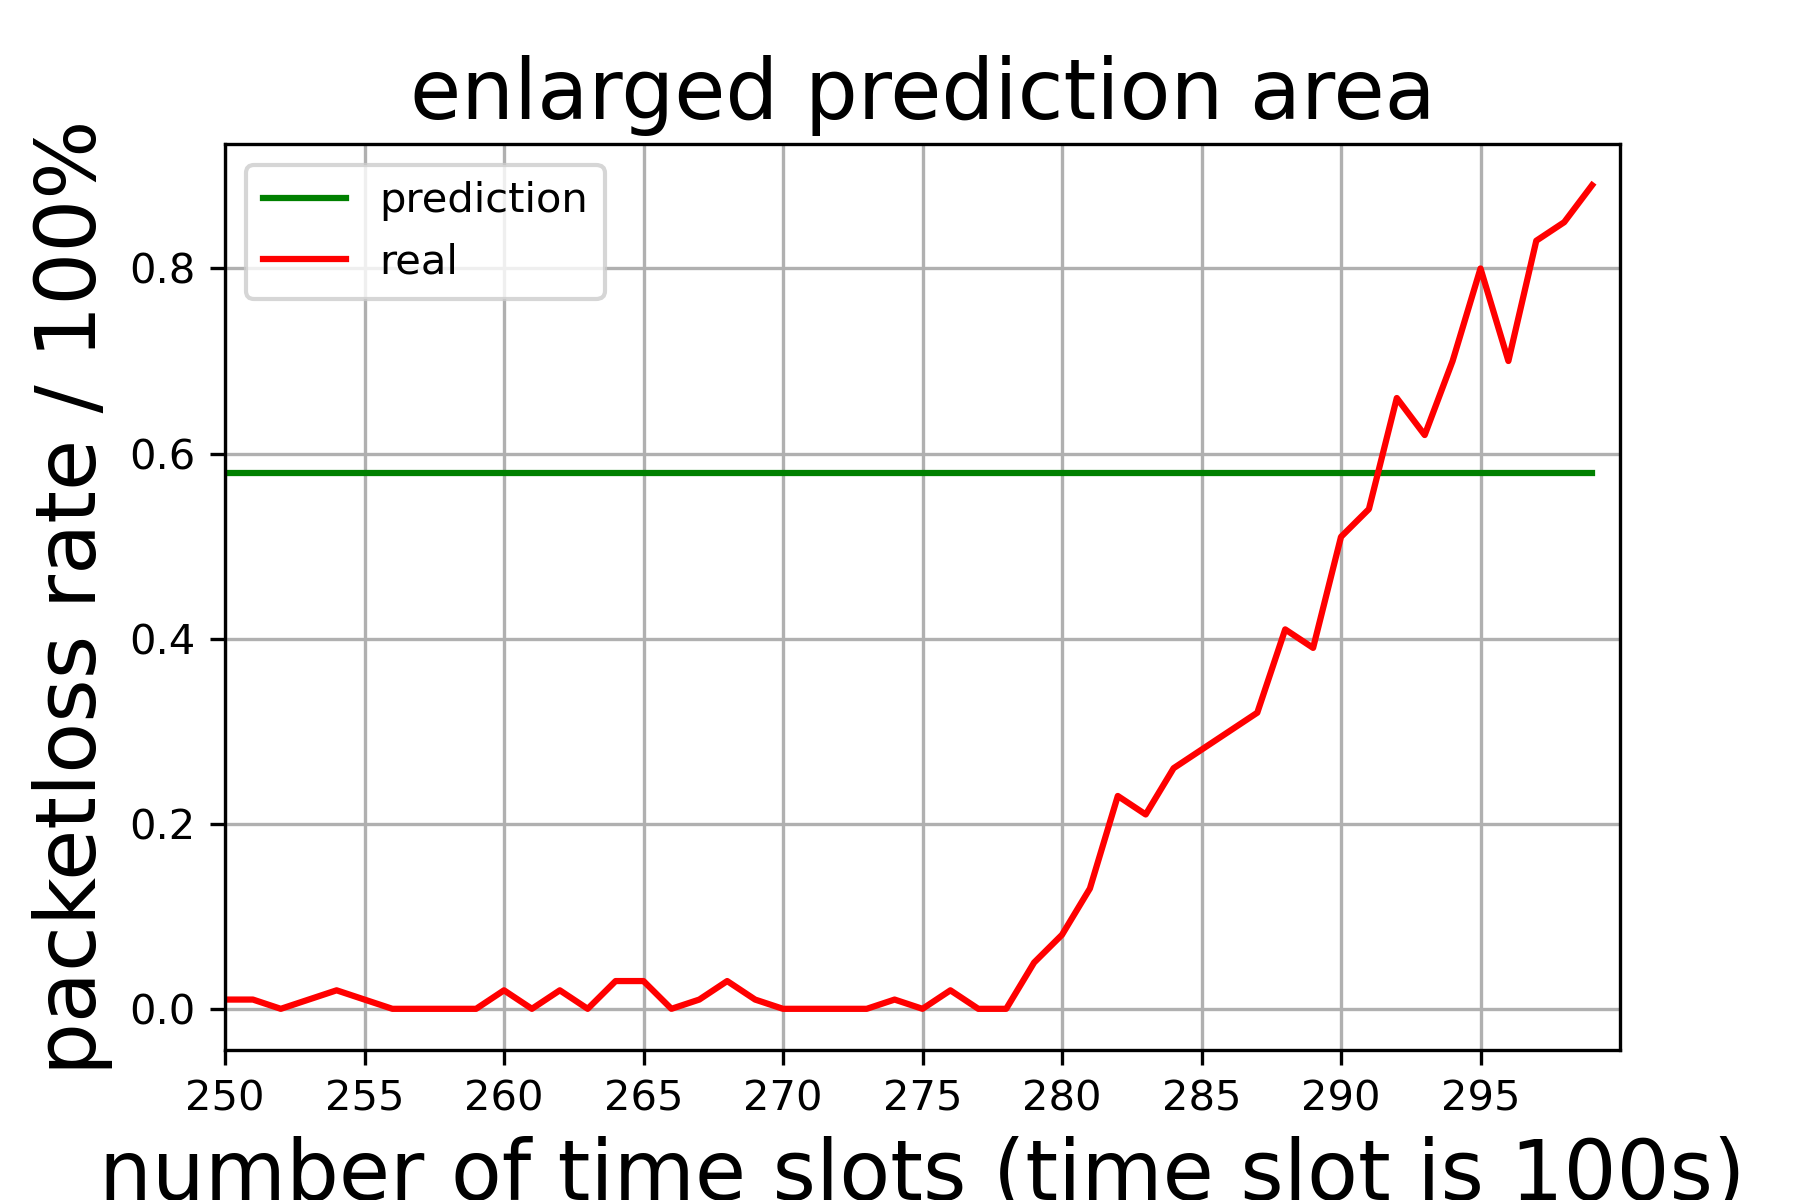 enlarged prediction area
packetloss rate / 100%
prediction
real
0.8
0.6
0.4
0.2
0.0
250 255 260 265 270 275 280 285 290 295
number of time slots (time slot is 100s)